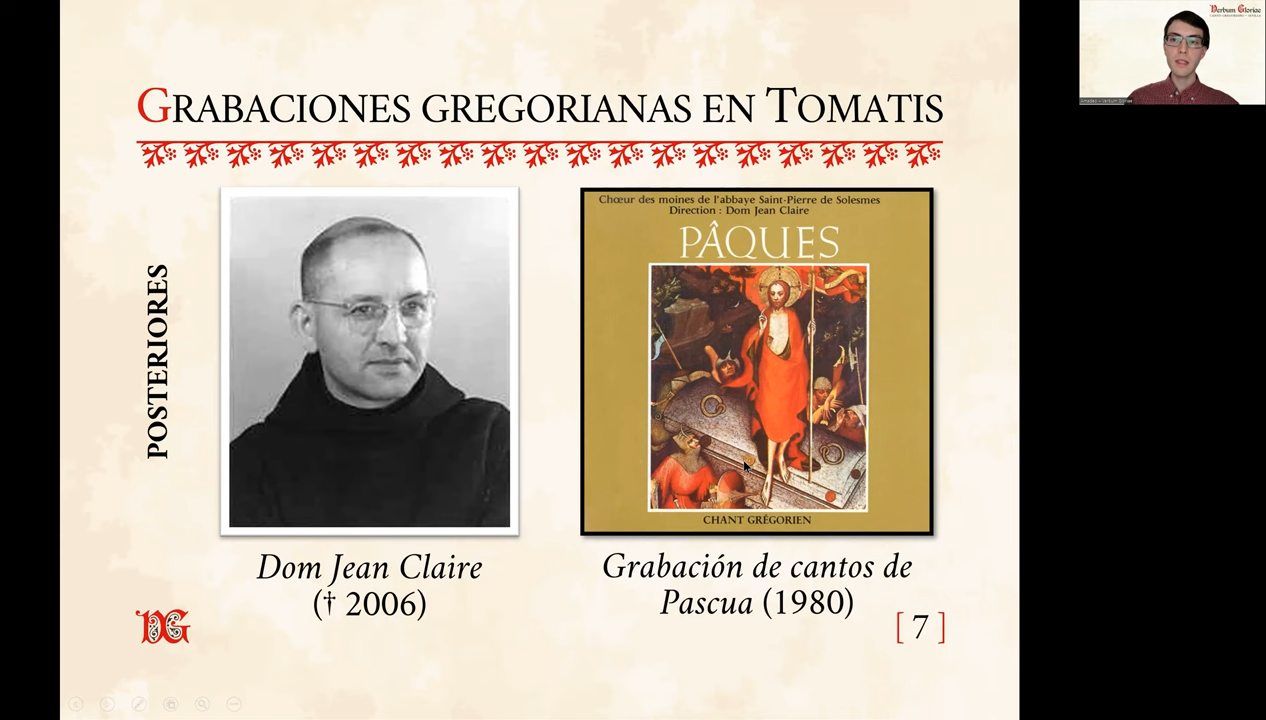 GRABACIONES GREGORIANAS EN TOMATIS
POSTERIORES
Chœur des moines de l'abbaye Saint-Pierre de Solesmes
Direction : Dom Jean Claire
PÂQUES
CHANT GRÉGORIEN
Dom Jean Claire
(† 2006)
Grabación de cantos de
Pascua (1980)
VG
[ 7 ]
Verbum Gloriae